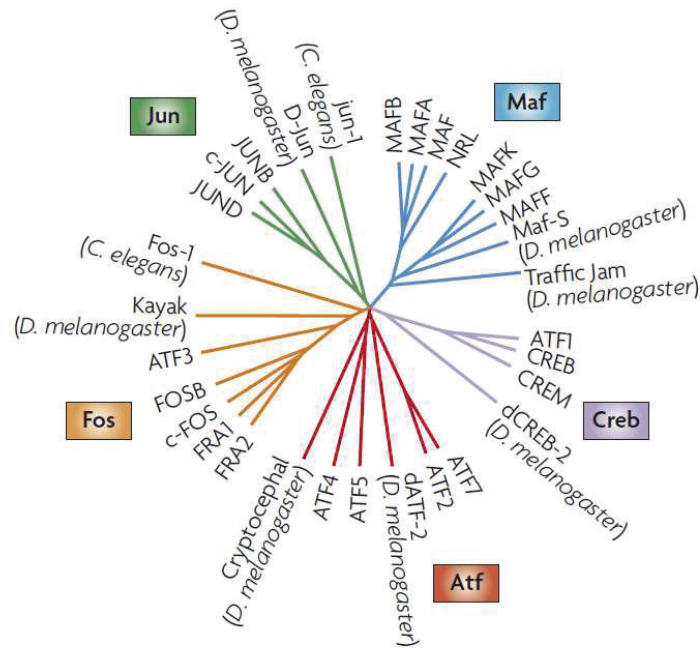 Jun
JUND
c-JUN
JUNB
D-Jun
(D. melanogaster)
jun-1
(C. elegans)
Maf
MAFB
MAFA
MAF
NRL
MAFK
MAFG
MAFF
Maf-S
(D. melanogaster)
Traffic Jam
(D. melanogaster)
ATF1
CREB
CREM
dCREB-2
(D. melanogaster)
Creb
ATF7
ATF2
dATF-2
(D. melanogaster)
ATF5
ATF4
Cryptocephal
(D. melanogaster)
Atf
FRA2
FRA1
c-FOS
FOSB
ATF3
Kayak
(D. melanogaster)
Fos-1
(C. elegans)
Fos